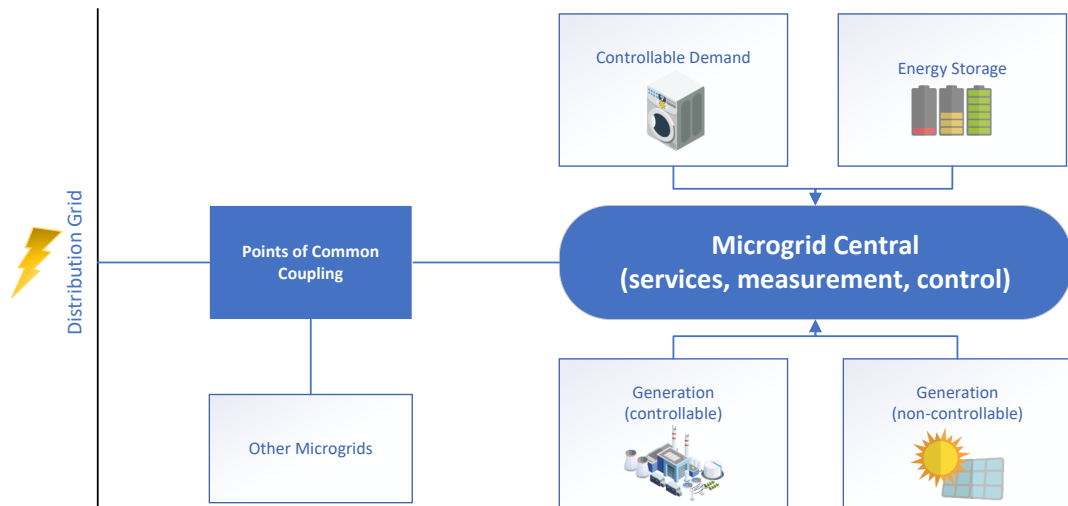 Controllable Demand
Energy Storage
Distribution Grid
Points of Common
Coupling
Microgrid Central
(services, measurement, control)
Other Microgrids
Generation
(controllable)
Generation
(non-controllable)